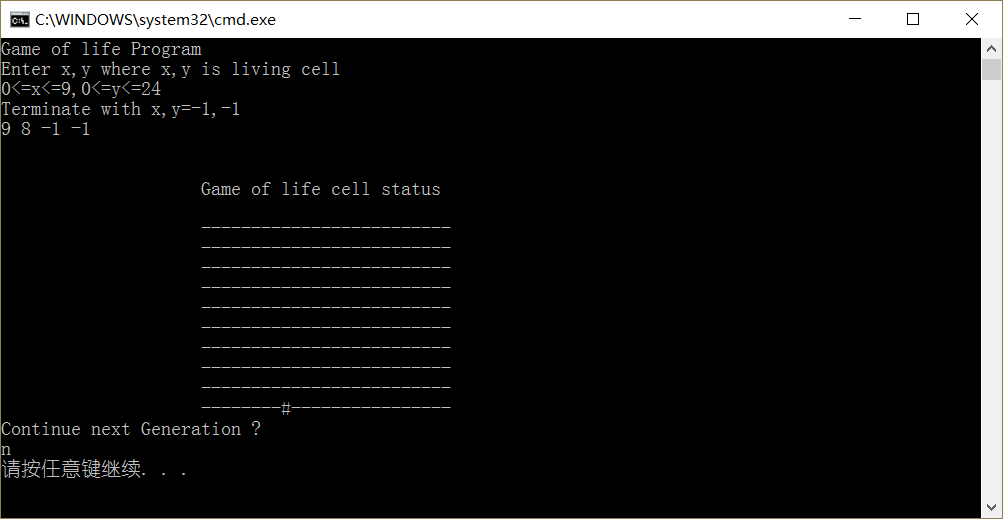 C:\WINDOWS\system32\cmd.exe
Game of life Program
Enter x,y where x,y is living cell
0<=x<=9,0<=y<=24
Terminate with x,y=-1,-1
9 8 -1 -1
Game of life cell status
-------------------------
-------------------------
-------------------------
-------------------------
-------------------------
-------------------------
-------------------------
-------------------------
-------------------------
--------#----------------
Continue next Generation ?
n
请按任意键继续. . .